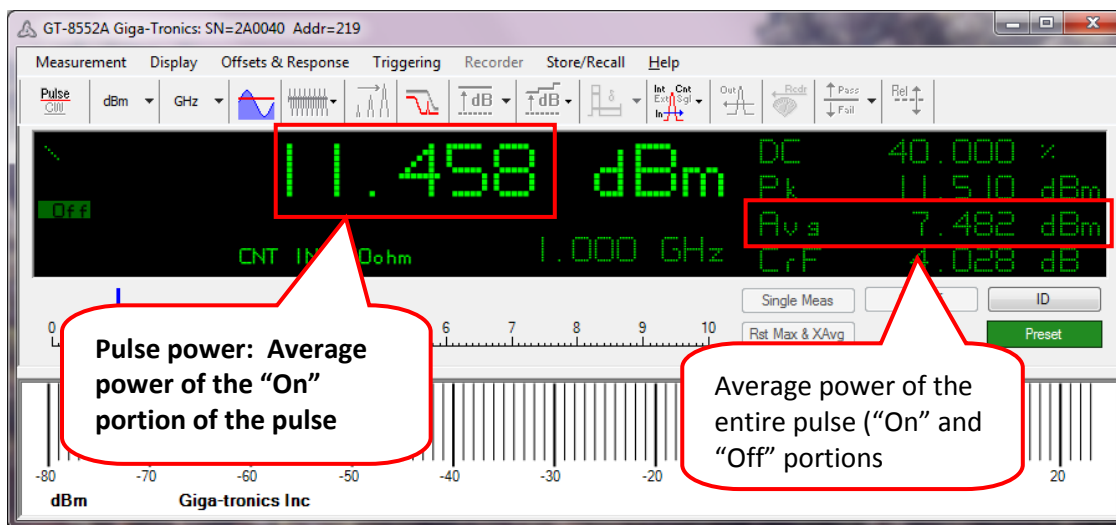 GT-8552A Giga-Tronics: SN=2A0040 Addr=219
Measurement Display Offsets & Response Triggering Recorder Store/Recall Help
Pulse
CW
dBm GHz dB dB δ
Int Cnt
Ext Sgl
In
Out
Redr
Pass
Fail
Rel
11.458 dBm
DC 40.000 %
Pk 11.510 dBm
Off
Avg 7.482 dBm
CNT IN ohm 1.000 GHz
CrF 4.028 dB
Single Meas ID
0 6 7 8 9 10
Rst Max & XAvg Preset
Pulse power: Average
power of the “On”
portion of the pulse
Average power of the
entire pulse (“On” and
“Off” portions
-80 -70 -60 -50 -40 -30 -20 20
dBm Giga-tronics Inc